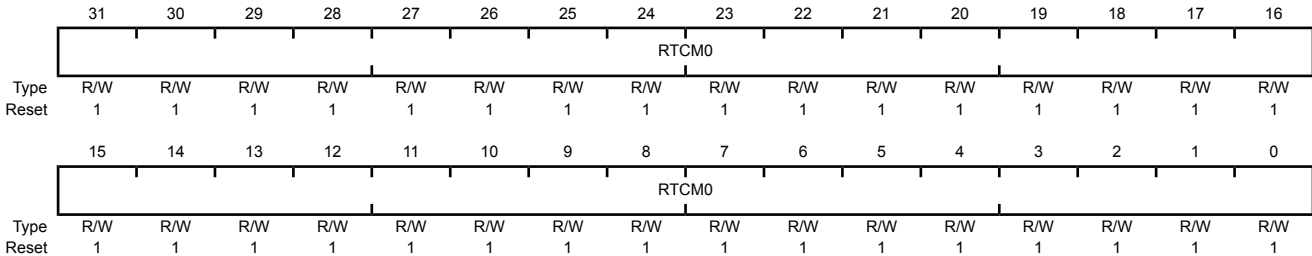 31 30 29 28 27 26 25 24 23 22 21 20 19 18 17 16
RTCM0
Type R/W R/W R/W R/W R/W R/W R/W R/W R/W R/W R/W R/W R/W R/W R/W R/W
Reset 1 1 1 1 1 1 1 1 1 1 1 1 1 1 1 1
15 14 13 12 11 10 9 8 7 6 5 4 3 2 1 0
RTCM0
Type R/W R/W R/W R/W R/W R/W R/W R/W R/W R/W R/W R/W R/W R/W R/W R/W
Reset 1 1 1 1 1 1 1 1 1 1 1 1 1 1 1 1